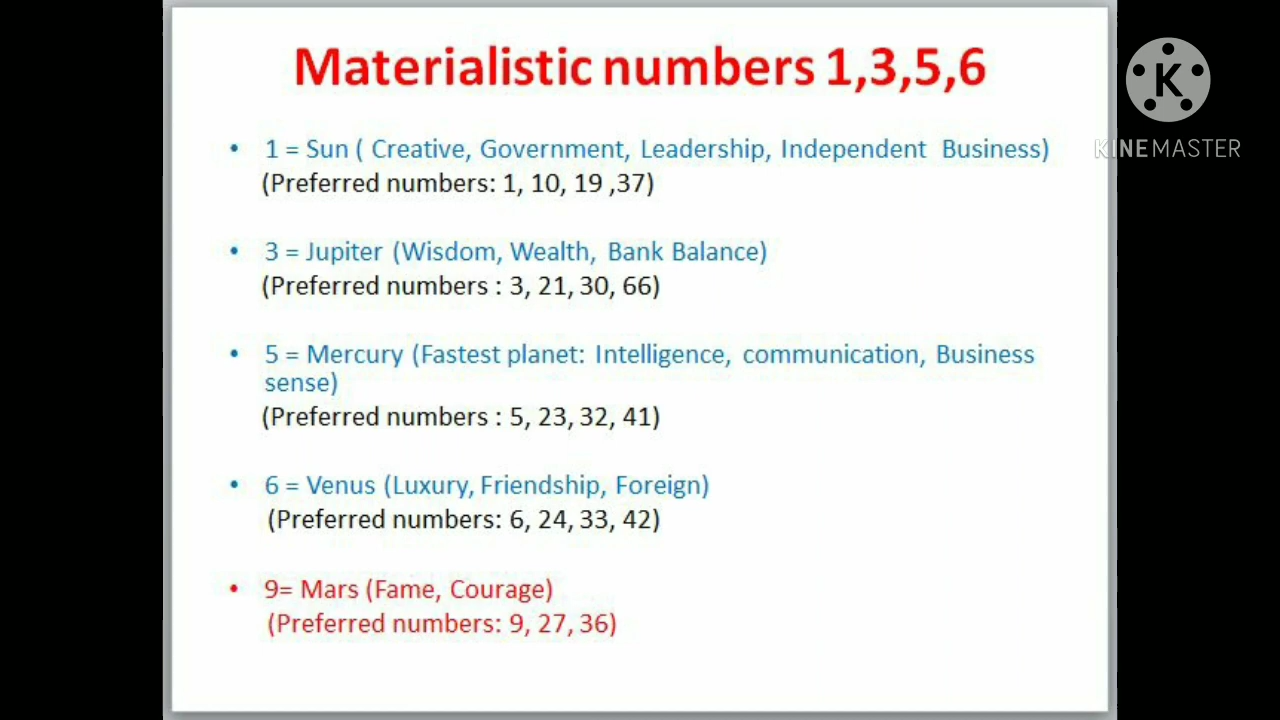 Materialistic numbers 1,3,5,6
• 1 = Sun ( Creative, Government, Leadership, Independent Business)
(Preferred numbers: 1, 10, 19 ,37)
• 3 = Jupiter (Wisdom, Wealth, Bank Balance)
(Preferred numbers : 3, 21, 30, 66)
• 5 = Mercury (Fastest planet: Intelligence, communication, Business
sense)
(Preferred numbers : 5, 23, 32, 41)
• 6 = Venus (Luxury, Friendship, Foreign)
(Preferred numbers: 6, 24, 33, 42)
• 9= Mars (Fame, Courage)
(Preferred numbers: 9, 27, 36)
K
KINEMASTER